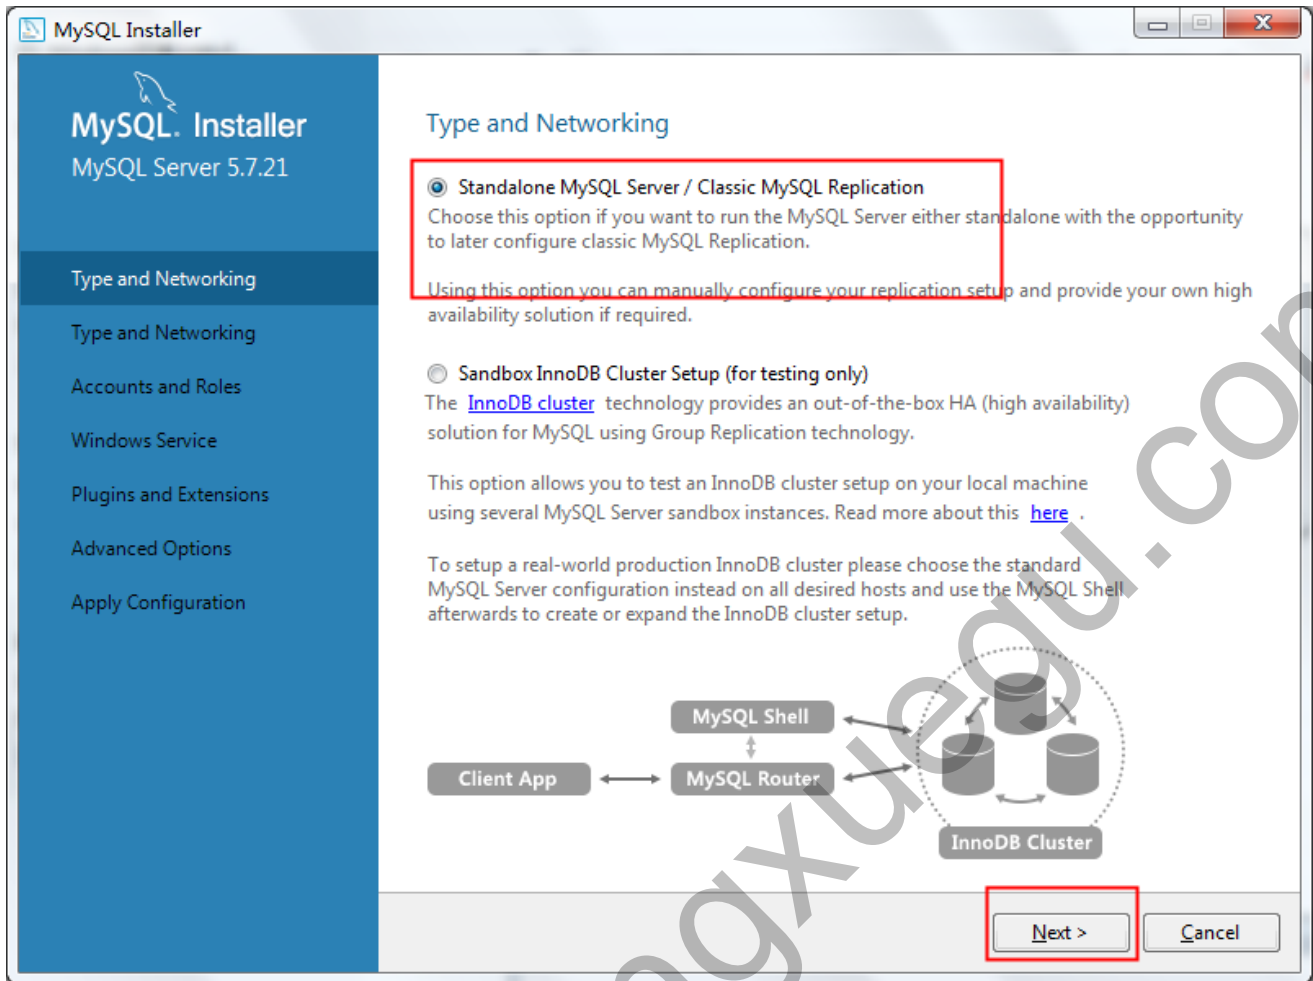 MySQL Installer
MySQL. Installer
MySQL Server 5.7.21
Type and Networking
Type and Networking
Accounts and Roles
Windows Service
Plugins and Extensions
Advanced Options
Apply Configuration
Type and Networking
Standalone MySQL Server / Classic MySQL Replication
Choose this option if you want to run the MySQL Server either standalone with the opportunity
to later configure classic MySQL Replication.
Using this option you can manually configure your replication setup and provide your own high
availability solution if required.
Sandbox InnoDB Cluster Setup (for testing only)
The InnoDB cluster technology provides an out-of-the-box HA (high availability)
solution for MySQL using Group Replication technology.
This option allows you to test an InnoDB cluster setup on your local machine
using several MySQL Server sandbox instances. Read more about this here .
To setup a real-world production InnoDB cluster please choose the standard
MySQL Server configuration instead on all desired hosts and use the MySQL Shell
afterwards to create or expand the InnoDB cluster setup.
MySQL Shell
Client App
MySQL Router
InnoDB Cluster
Next >
Cancel